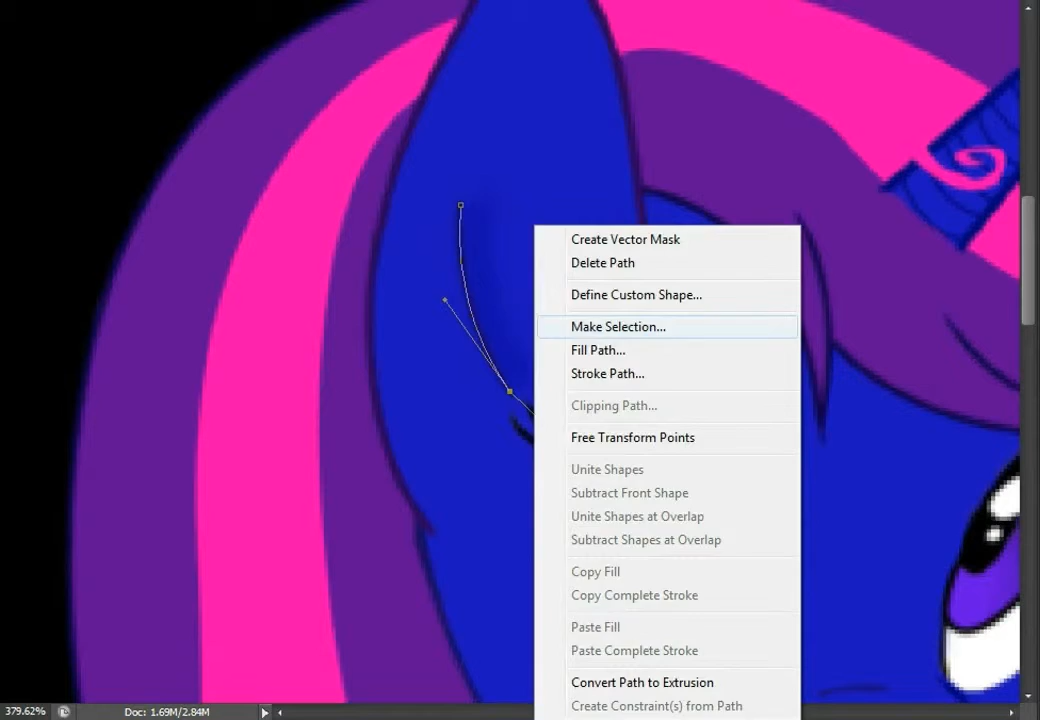 Create Vector Mask
Delete Path
Define Custom Shape...
Make Selection...
Fill Path...
Stroke Path...
Clipping Path...
Free Transform Points
Unite Shapes
Subtract Front Shape
Unite Shapes at Overlap
Subtract Shapes at Overlap
Copy Fill
Copy Complete Stroke
Paste Fill
Paste Complete Stroke
Convert Path to Extrusion
Create Constraint(s) from Path
379.62% Doc: 1.69M/2.84M